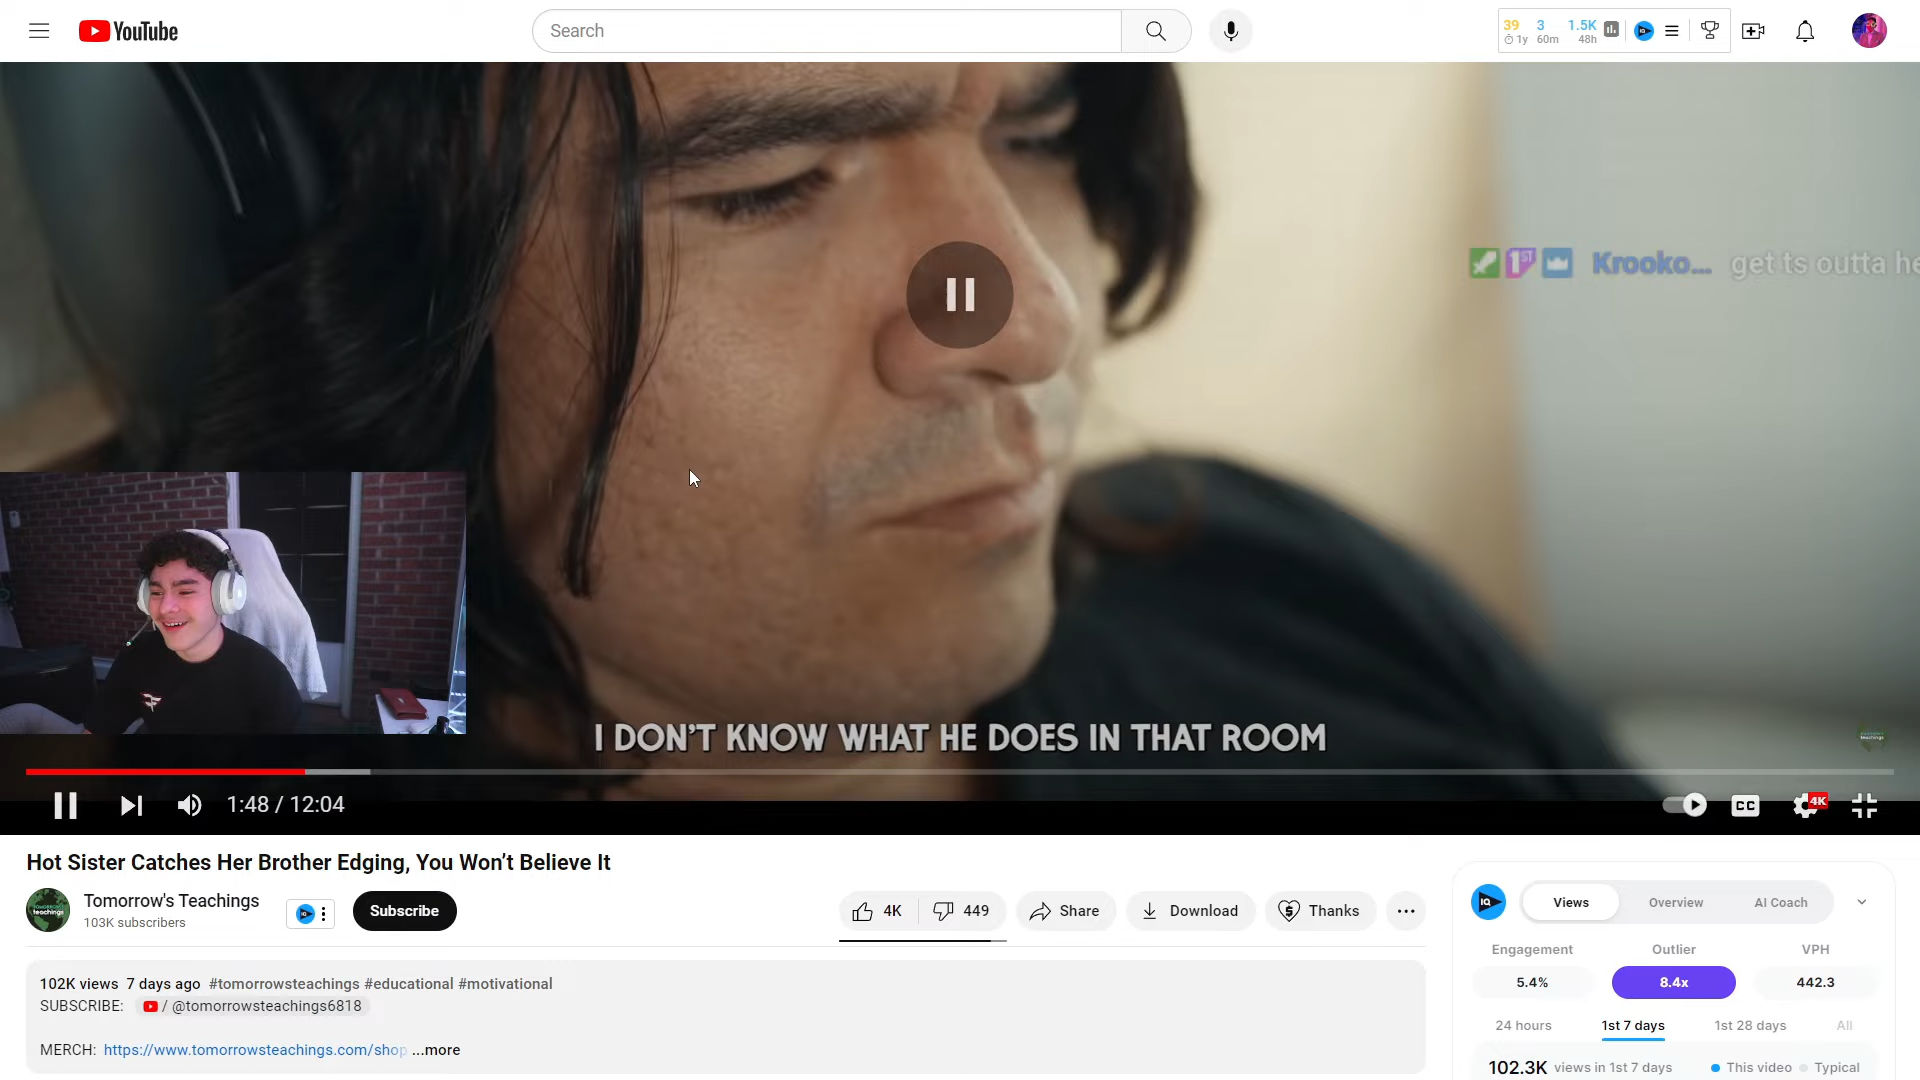 YouTube
Search
39 3 1.5K
1y 60m 48h
1ST Krooko... get ts outta he
I DON'T KNOW WHAT HE DOES IN THAT ROOM
1:48 / 12:04
CC
4K
Hot Sister Catches Her Brother Edging, You Won't Believe It
Tomorrow's Teachings
103K subscribers
Subscribe
4K
449
Share
Download
Thanks
102K views 7 days ago #tomorrowsteachings #educational #motivational
SUBSCRIBE: / @tomorrowsteachings6818
MERCH: https://www.tomorrowsteachings.com/shop ...more
IQ
Views Overview AI Coach
Engagement Outlier VPH
5.4% 8.4x 442.3
24 hours 1st 7 days 1st 28 days All
102.3K views in 1st 7 days This video Typical